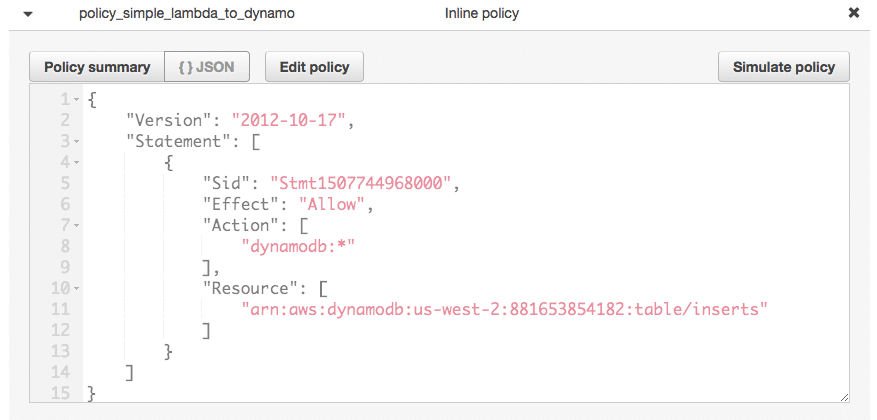 policy_simple_lambda_to_dynamo Inline policy ✖
Policy summary { } JSON Edit policy Simulate policy
1 {
2 "Version": "2012-10-17",
3 "Statement": [
4 {
5 "Sid": "Stmt1507744968000",
6 "Effect": "Allow",
7 "Action": [
8 "dynamodb:*"
9 ],
10 "Resource": [
11 "arn:aws:dynamodb:us-west-2:881653854182:table/inserts"
12 ]
13 }
14 ]
15 }